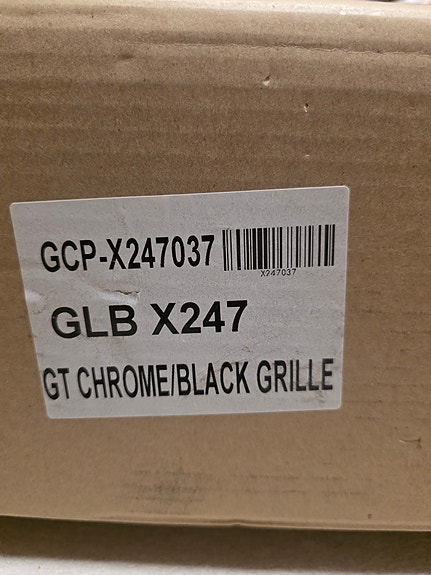 GCP-X247037
X247037
GLB X247
GT CHROME/BLACK GRILLE